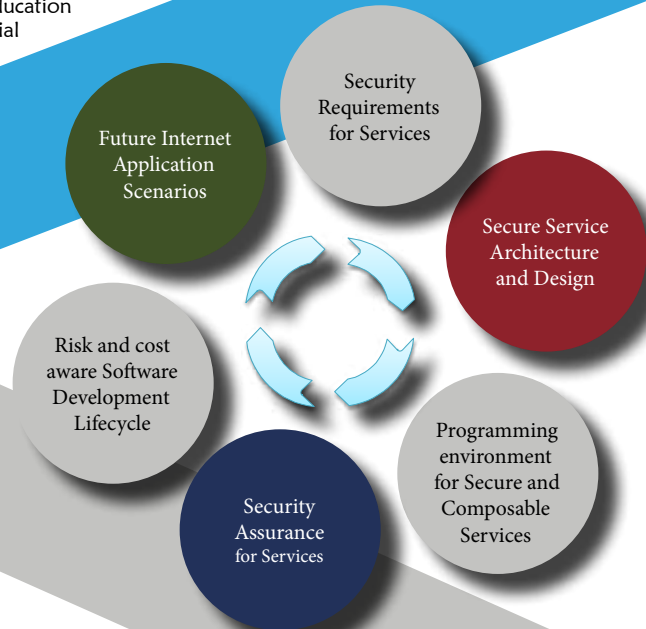 ducation
ial
Security
Requirements
for Services
Future Internet
Application
Scenarios
Secure Service
Architecture
and Design
Risk and cost
aware Software
Development
Lifecycle
Programming
environment
for Secure and
Composable
Services
Security
Assurance
for Services